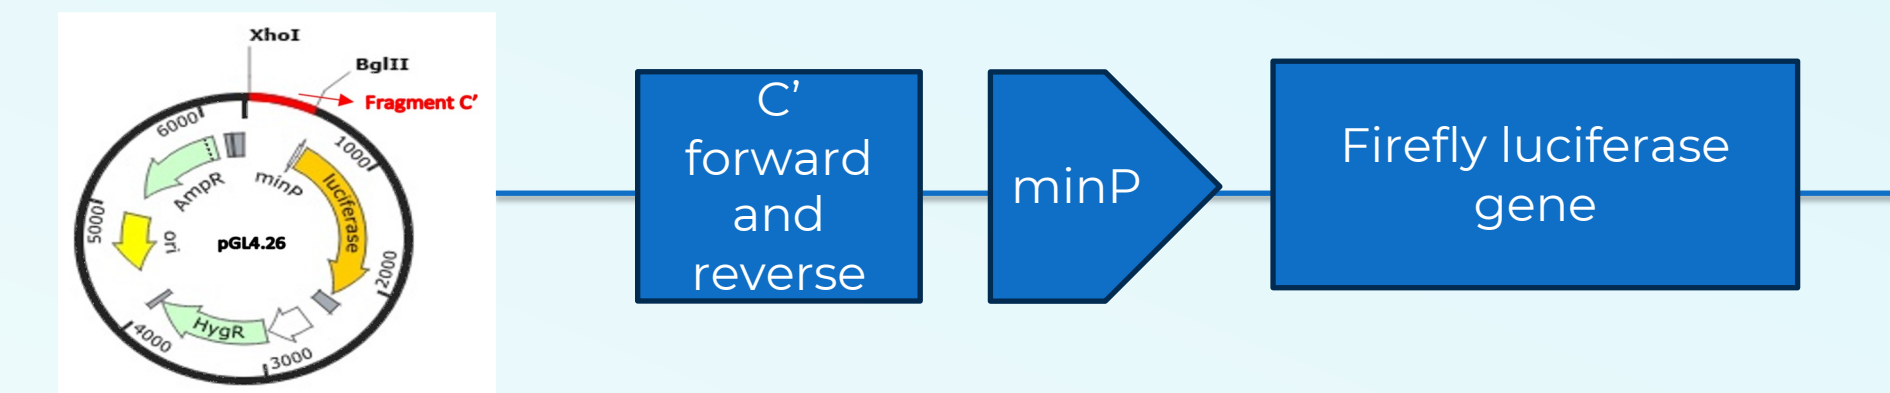 XhoI
BglII
Fragment C’
6000
1000
AmpR
minP
luciferase
5000
ori
pGL4.26
2000
HygR
4000
3000
C’
forward
and
reverse
minP
Firefly luciferase
gene